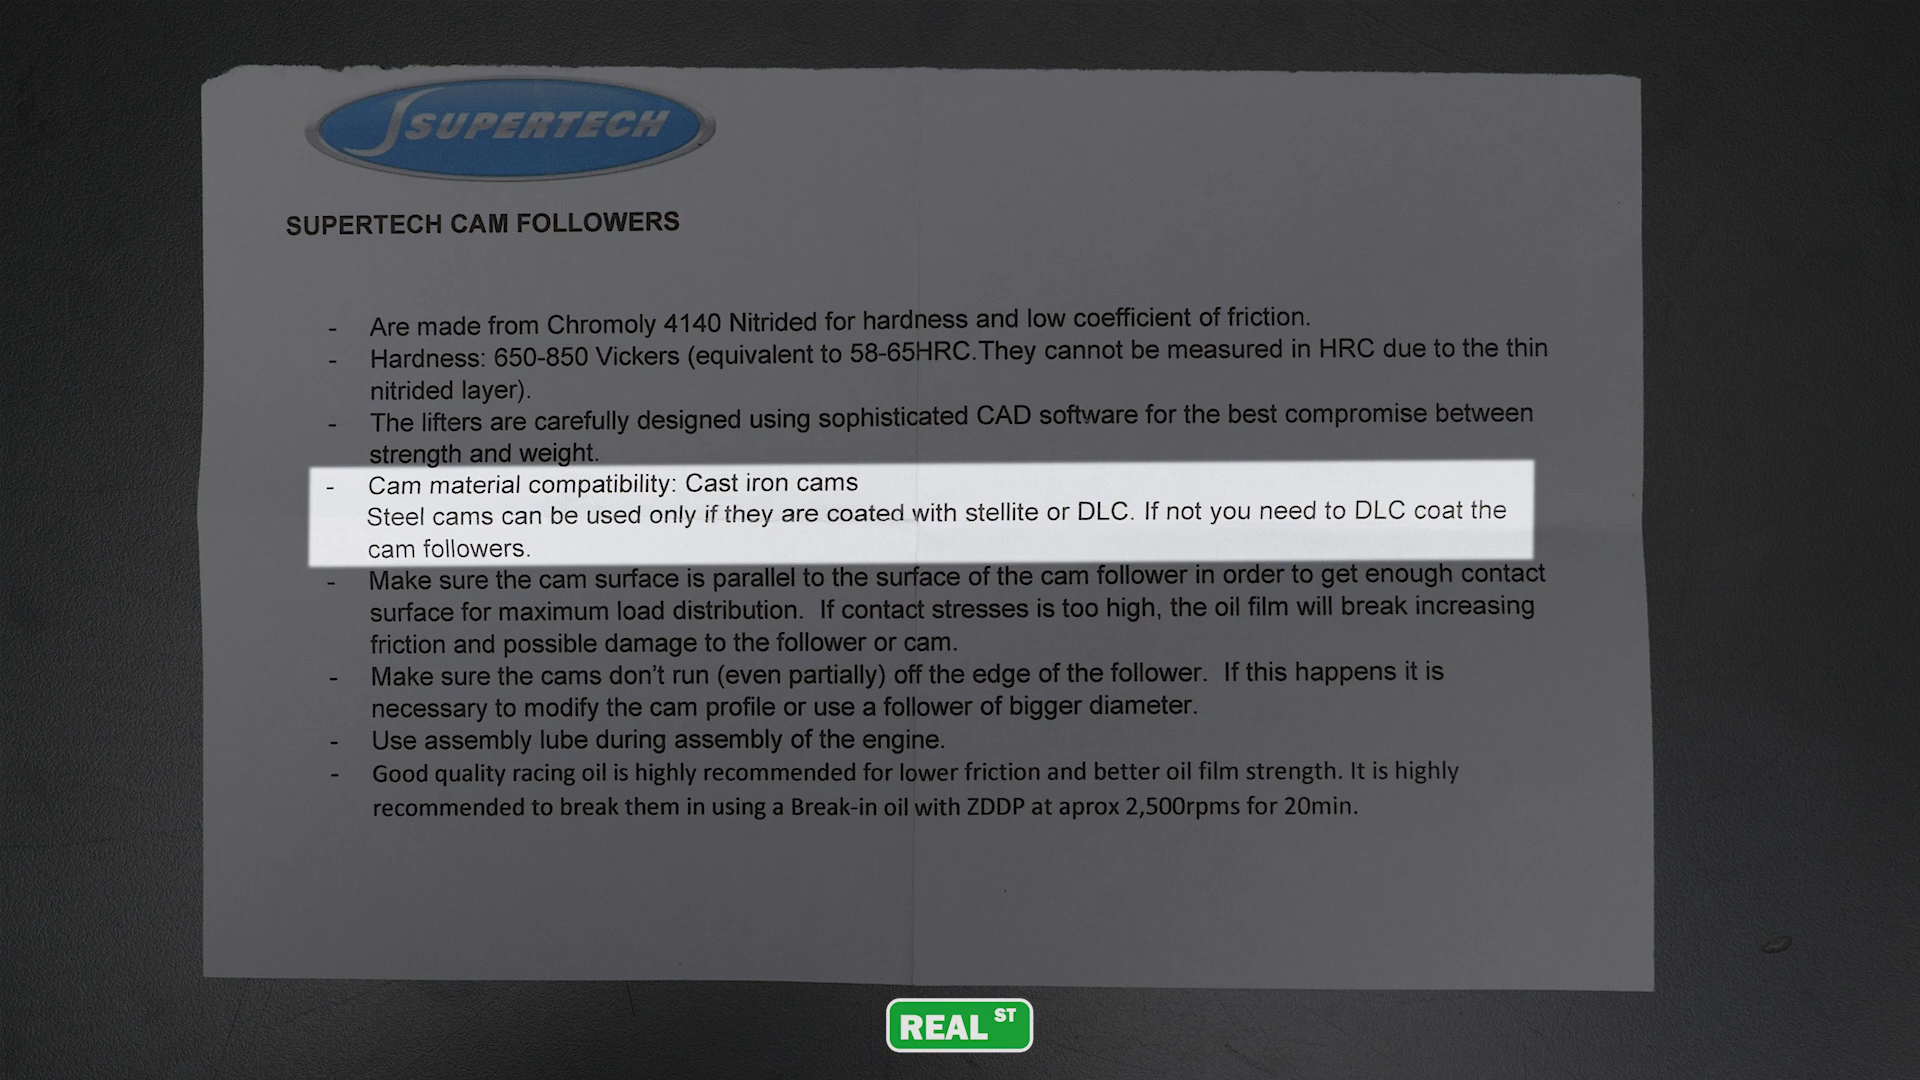 SUPERTECH
SUPERTECH CAM FOLLOWERS
- Are made from Chromoly 4140 Nitrided for hardness and low coefficient of friction.
- Hardness: 650-850 Vickers (equivalent to 58-65HRC.They cannot be measured in HRC due to the thin
nitrided layer).
- The lifters are carefully designed using sophisticated CAD software for the best compromise between
strength and weight.
- Cam material compatibility: Cast iron cams
Steel cams can be used only if they are coated with stellite or DLC. If not you need to DLC coat the
cam followers.
- Make sure the cam surface is parallel to the surface of the cam follower in order to get enough contact
surface for maximum load distribution.  If contact stresses is too high, the oil film will break increasing
friction and possible damage to the follower or cam.
- Make sure the cams don't run (even partially) off the edge of the follower.  If this happens it is
necessary to modify the cam profile or use a follower of bigger diameter.
- Use assembly lube during assembly of the engine.
- Good quality racing oil is highly recommended for lower friction and better oil film strength. It is highly
recommended to break them in using a Break-in oil with ZDDP at aprox 2,500rpms for 20min.
REAL ST